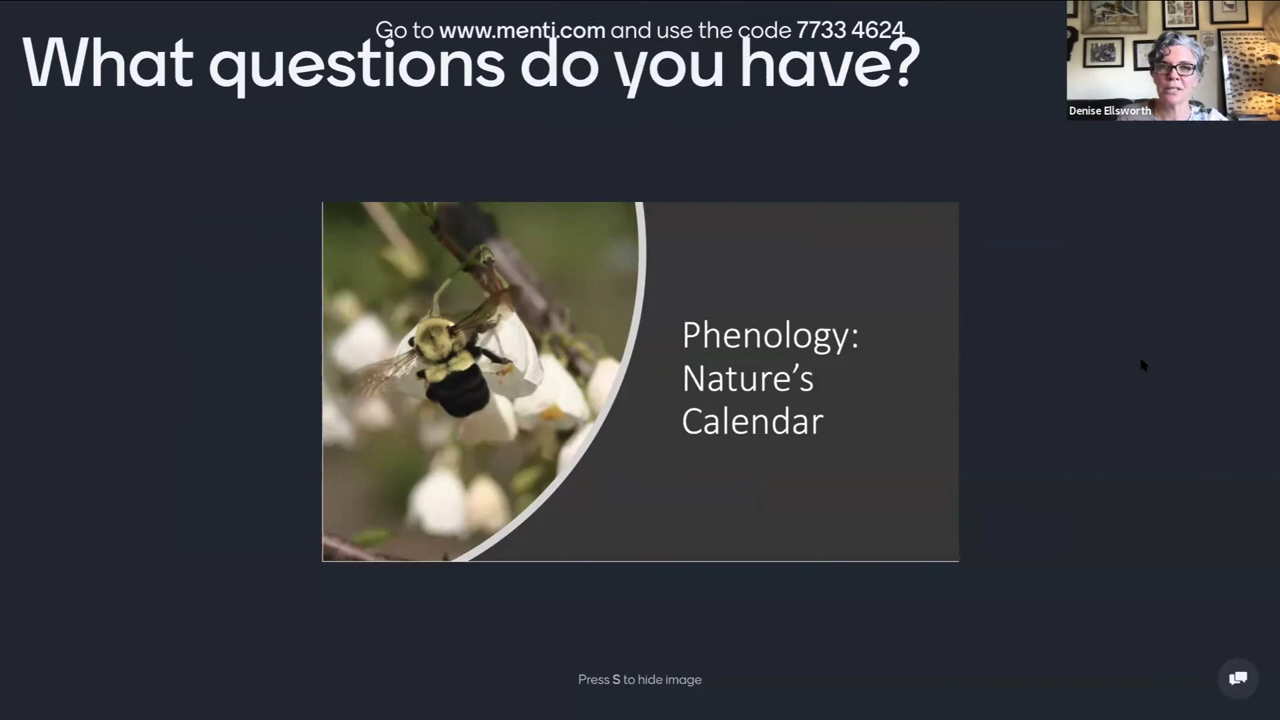 Go to www.menti.com and use the code 7733 4624
What questions do you have?
Denise Ellsworth
Phenology:
Nature's
Calendar
Press S to hide image